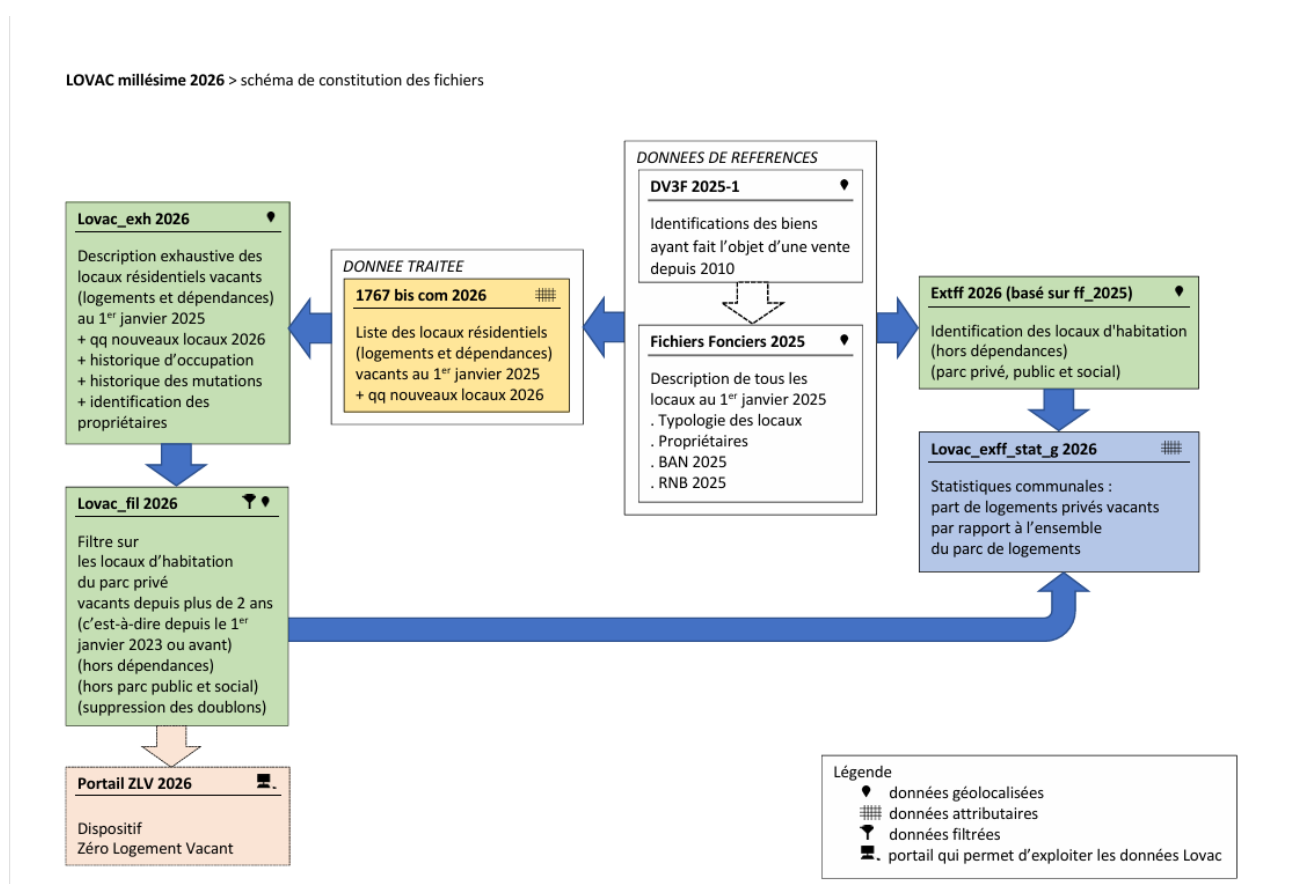 LOVAC millésime 2026 > schéma de constitution des fichiers
Lovac_exh 2026
Description exhaustive des
locaux résidentiels vacants
(logements et dépendances)
au 1er janvier 2025
+ qq nouveaux locaux 2026
+ historique d'occupation
+ historique des mutations
+ identification des
propriétaires
DONNEE TRAITEE
1767 bis com 2026
Liste des locaux résidentiels
(logements et dépendances)
vacants au 1er janvier 2025
+ qq nouveaux locaux 2026
DONNEES DE REFERENCES
DV3F 2025-1
Identifications des biens
ayant fait l'objet d'une vente
depuis 2010
Fichiers Fonciers 2025
Description de tous les
locaux au 1er janvier 2025
. Typologie des locaux
. Propriétaires
. BAN 2025
. RNB 2025
Extff 2026 (basé sur ff_2025)
Identification des locaux d'habitation
(hors dépendances)
(parc privé, public et social)
Lovac_exff_stat_g 2026
Statistiques communales :
part de logements privés vacants
par rapport à l'ensemble
du parc de logements
Lovac_fil 2026
Filtre sur
les locaux d'habitation
du parc privé
vacants depuis plus de 2 ans
(c'est-à-dire depuis le 1er
janvier 2023 ou avant)
(hors dépendances)
(hors parc public et social)
(suppression des doublons)
Portail ZLV 2026
Dispositif
Zéro Logement Vacant
Légende
données géolocalisées
données attributaires
données filtrées
portail qui permet d'exploiter les données Lovac